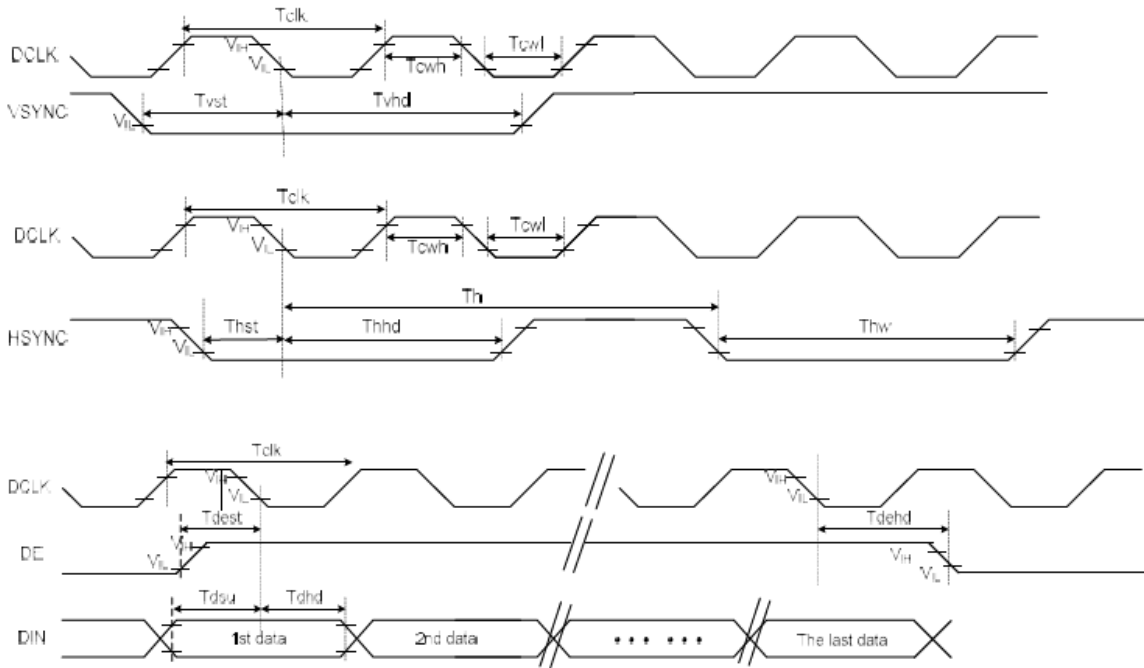 Tclk
DCLK
VIH
VIL
Tcwh
Tcwl
VSYNC
VIL
Tvst
Tvhd
Tclk
DCLK
VIH
VIL
Tcwh
Tcwl
Th
HSYNC
VIH
VIL
Thst
Thhd
Thw
Tclk
DCLK
VIH
VIL
VIH
VIL
Tdest
Tdehd
DE
VIH
VIL
VIH
VIL
Tdsu
Tdhd
DIN
1st data
2nd data
The last data